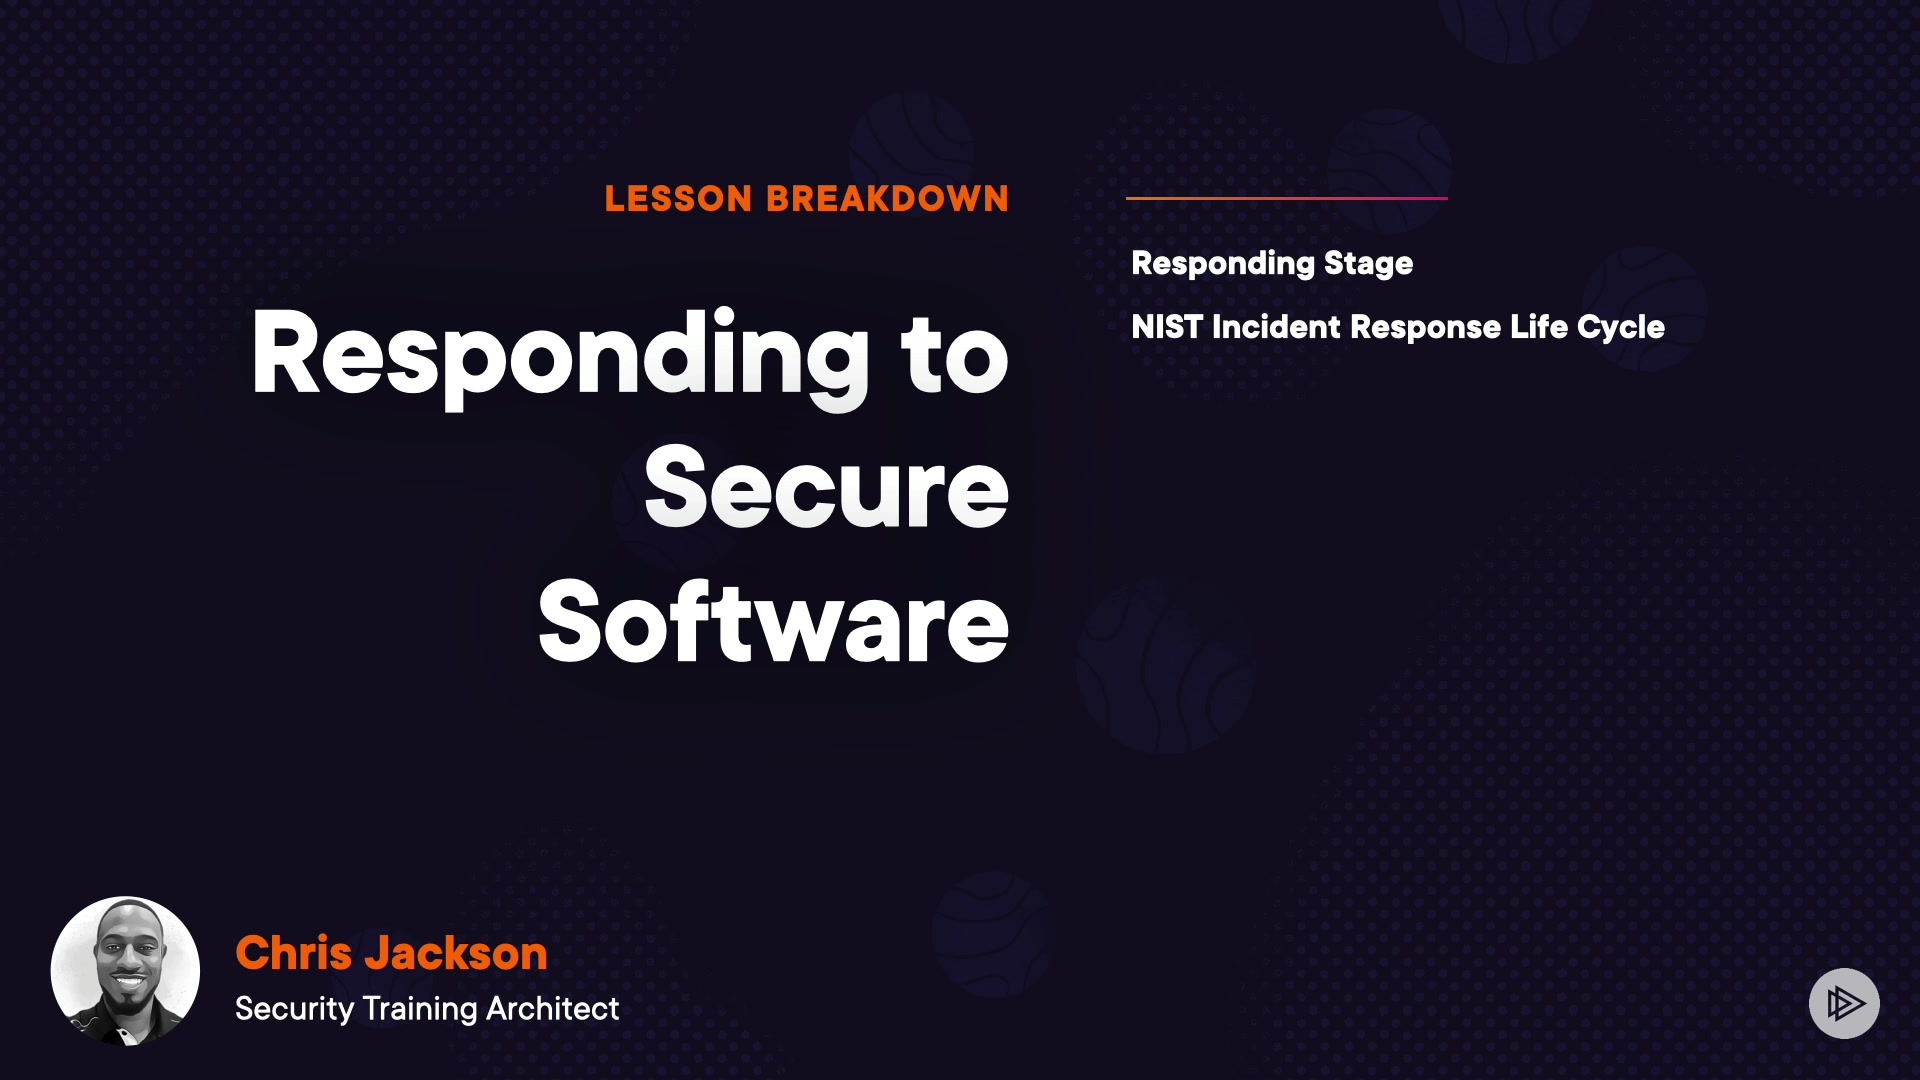 LESSON BREAKDOWN
Responding to
Secure
Software
Responding Stage
NIST Incident Response Life Cycle
Chris Jackson
Security Training Architect